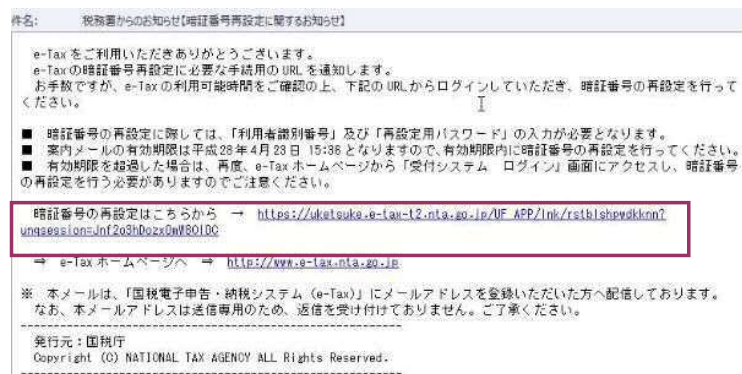 件名： 税務署からのお知らせ【暗証番号再設定に関するお知らせ】
e-Tax をご利用いただきありがとうございます。
e-Tax の暗証番号再設定に必要な手続用の URL を通知します。
お手数ですが、e-Tax の利用可能時間をご確認の上、下記の URL からログインしていただき、暗証番号の再設定を行って
ください。
■ 暗証番号の再設定に際しては、「利用者識別番号」及び「再設定用パスワード」の入力が必要となります。
■ 案内メールの有効期限は平成28年4月23日 15:36となりますので、有効期限内に暗証番号の再設定を行ってください。
■ 有効期限を超過した場合は、再度、e-Tax ホームページから「受付システム ログイン」画面にアクセスし、暗証番号
の再設定を行う必要がありますのでご注意ください。
暗証番号の再設定はこちらから → https://uketsuke.e-tax-t2.nta.go.jp/UF_APP/lnk/rstblshpwdkknn?
⇒ e-Tax ホームページへ ⇒ http://www.e-tax.nta.go.jp
※ 本メールは、「国税電子申告・納税システム（e-Tax）」にメールアドレスを登録いただいた方へ配信しております。
なお、本メールアドレスは送信専用のため、返信を受け付けておりません。ご了承ください。
---------------------------------------------------
発行元：国税庁
Copyright (C) NATIONAL TAX AGENCY ALL Rights Reserved.
---------------------------------------------------